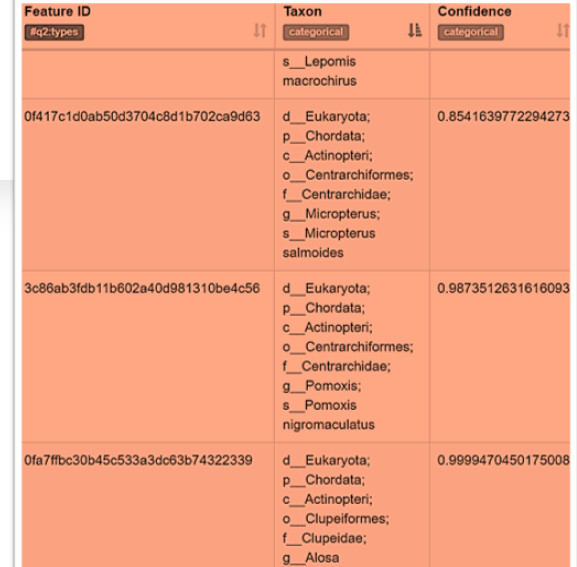 Feature ID Taxon Confidence
#q2:types categorical categorical
s__Lepomis
macrochirus
0f417c1d0ab50d3704c8d1b702ca9d63 d__Eukaryota; 0.8541639772294273
p__Chordata;
c__Actinopteri;
o__Centrarchiformes;
f__Centrarchidae;
g__Micropterus;
s__Micropterus
salmoides
3c86ab3fdb11b602a40d981310be4c56 d__Eukaryota; 0.9873512631616093
p__Chordata;
c__Actinopteri;
o__Centrarchiformes;
f__Centrarchidae;
g__Pomoxis;
s__Pomoxis
nigromaculatus
0fa7ffbc30b45c533a3dc63b74322339 d__Eukaryota; 0.9999470450175008
p__Chordata;
c__Actinopteri;
o__Clupeiformes;
f__Clupeidae;
g__Alosa